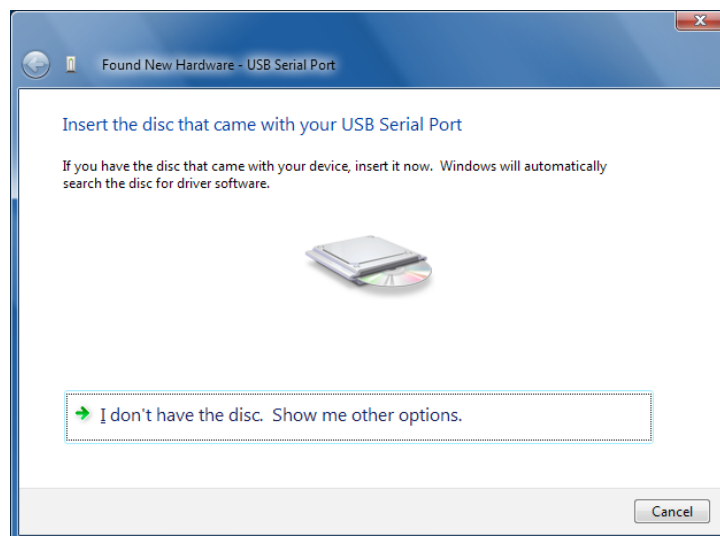 Found New Hardware - USB Serial Port
Insert the disc that came with your USB Serial Port
If you have the disc that came with your device, insert it now.  Windows will automatically
search the disc for driver software.
I don't have the disc.  Show me other options.
Cancel